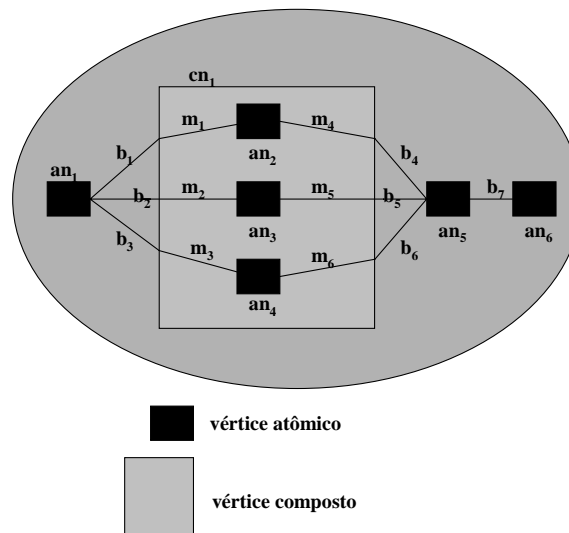 cn1
m1 m4
b1 an2 b4
an1 b2 m2 m5 b5 b7
b3 an3 an5 an6
m3 m6 b6
an4
vértice atômico
vértice composto